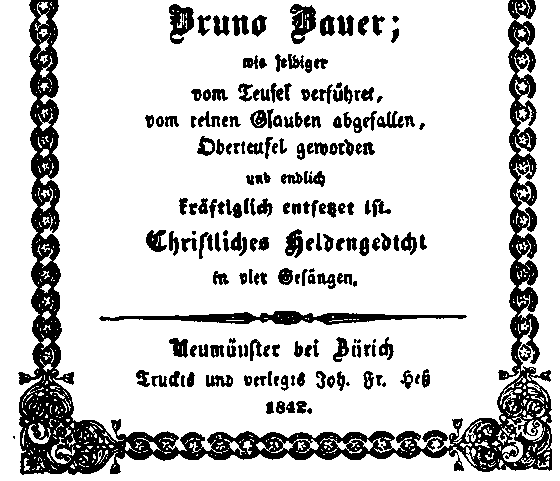 Bruno Bauer;
wie selbiger
vom Teufel verführet,
vom reinen Glauben abgefallen,
Oberteufel geworden
und endlich
kräftiglich entsetzet ist.
Christliches Heldengedicht
in vier Gesängen.
Neumünster bei Zürich
Truckts und verlegts Joh. Fr. Heß
1842.